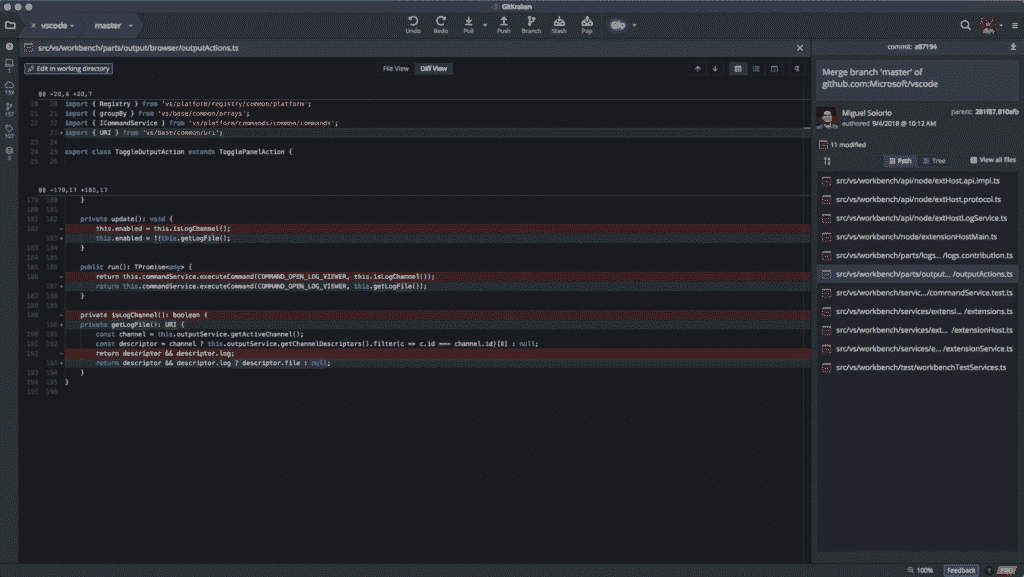 GitKraken
vscode
master
Undo
Redo
Pull
Push
Branch
Stash
Pop
Glo
src/vs/workbench/parts/output/browser/outputActions.ts
commit: a87194
Edit in working directory
File View
Diff View
Merge branch 'master' of
github.com:Microsoft/vscode
Miguel Solorio
authored 9/4/2018 @ 10:12 AM
parent: 281f87,810afb
11 modified
Path
Tree
View all files
src/vs/workbench/api/node/extHost.api.impl.ts
src/vs/workbench/api/node/extHost.protocol.ts
src/vs/workbench/api/node/extHostLogService.ts
src/vs/workbench/node/extensionHostMain.ts
src/vs/workbench/parts/logs... /logs.contribution.ts
src/vs/workbench/parts/output... /outputActions.ts
src/vs/workbench/servic.../commandService.test.ts
src/vs/workbench/services/extensi... /extensions.ts
src/vs/workbench/services/ext... /extensionHost.ts
src/vs/workbench/services/e... /extensionService.ts
src/vs/workbench/test/workbenchTestServices.ts
1
139
157
107
0
@@ -20,6 +20,7
20 20 import { Registry } from 'vs/platform/registry/common/platform';
21 21 import { groupBy } from 'vs/base/common/arrays';
22 22 import { ICommandService } from 'vs/platform/commands/common/commands';
23 + import { URI } from 'vs/base/common/uri';
23 24
24 25 export class ToggleOutputAction extends TogglePanelAction {
25 26
@@ -179,17 +180,17
179 180 }
180 181
181 182 private update(): void {
182 - this.enabled = this.isLogChannel();
183 + this.enabled = !!this.getLogFile();
183 184 }
184 185
185 186 public run(): TPromise<any> {
186 - return this.commandService.executeCommand(COMMAND_OPEN_LOG_VIEWER, this.isLogChannel());
187 + return this.commandService.executeCommand(COMMAND_OPEN_LOG_VIEWER, this.getLogFile());
187 188 }
188 189
189 - private isLogChannel(): boolean {
190 + private getLogFile(): URI {
190 191 const channel = this.outputService.getActiveChannel();
191 192 const descriptor = channel ? this.outputService.getChannelDescriptors().filter(c => c.id === channel.id)[0] : null;
192 - return descriptor && descriptor.log;
193 + return descriptor && descriptor.log ? descriptor.file : null;
193 194 }
194 195 }
195 196
100%
Feedback
PRO